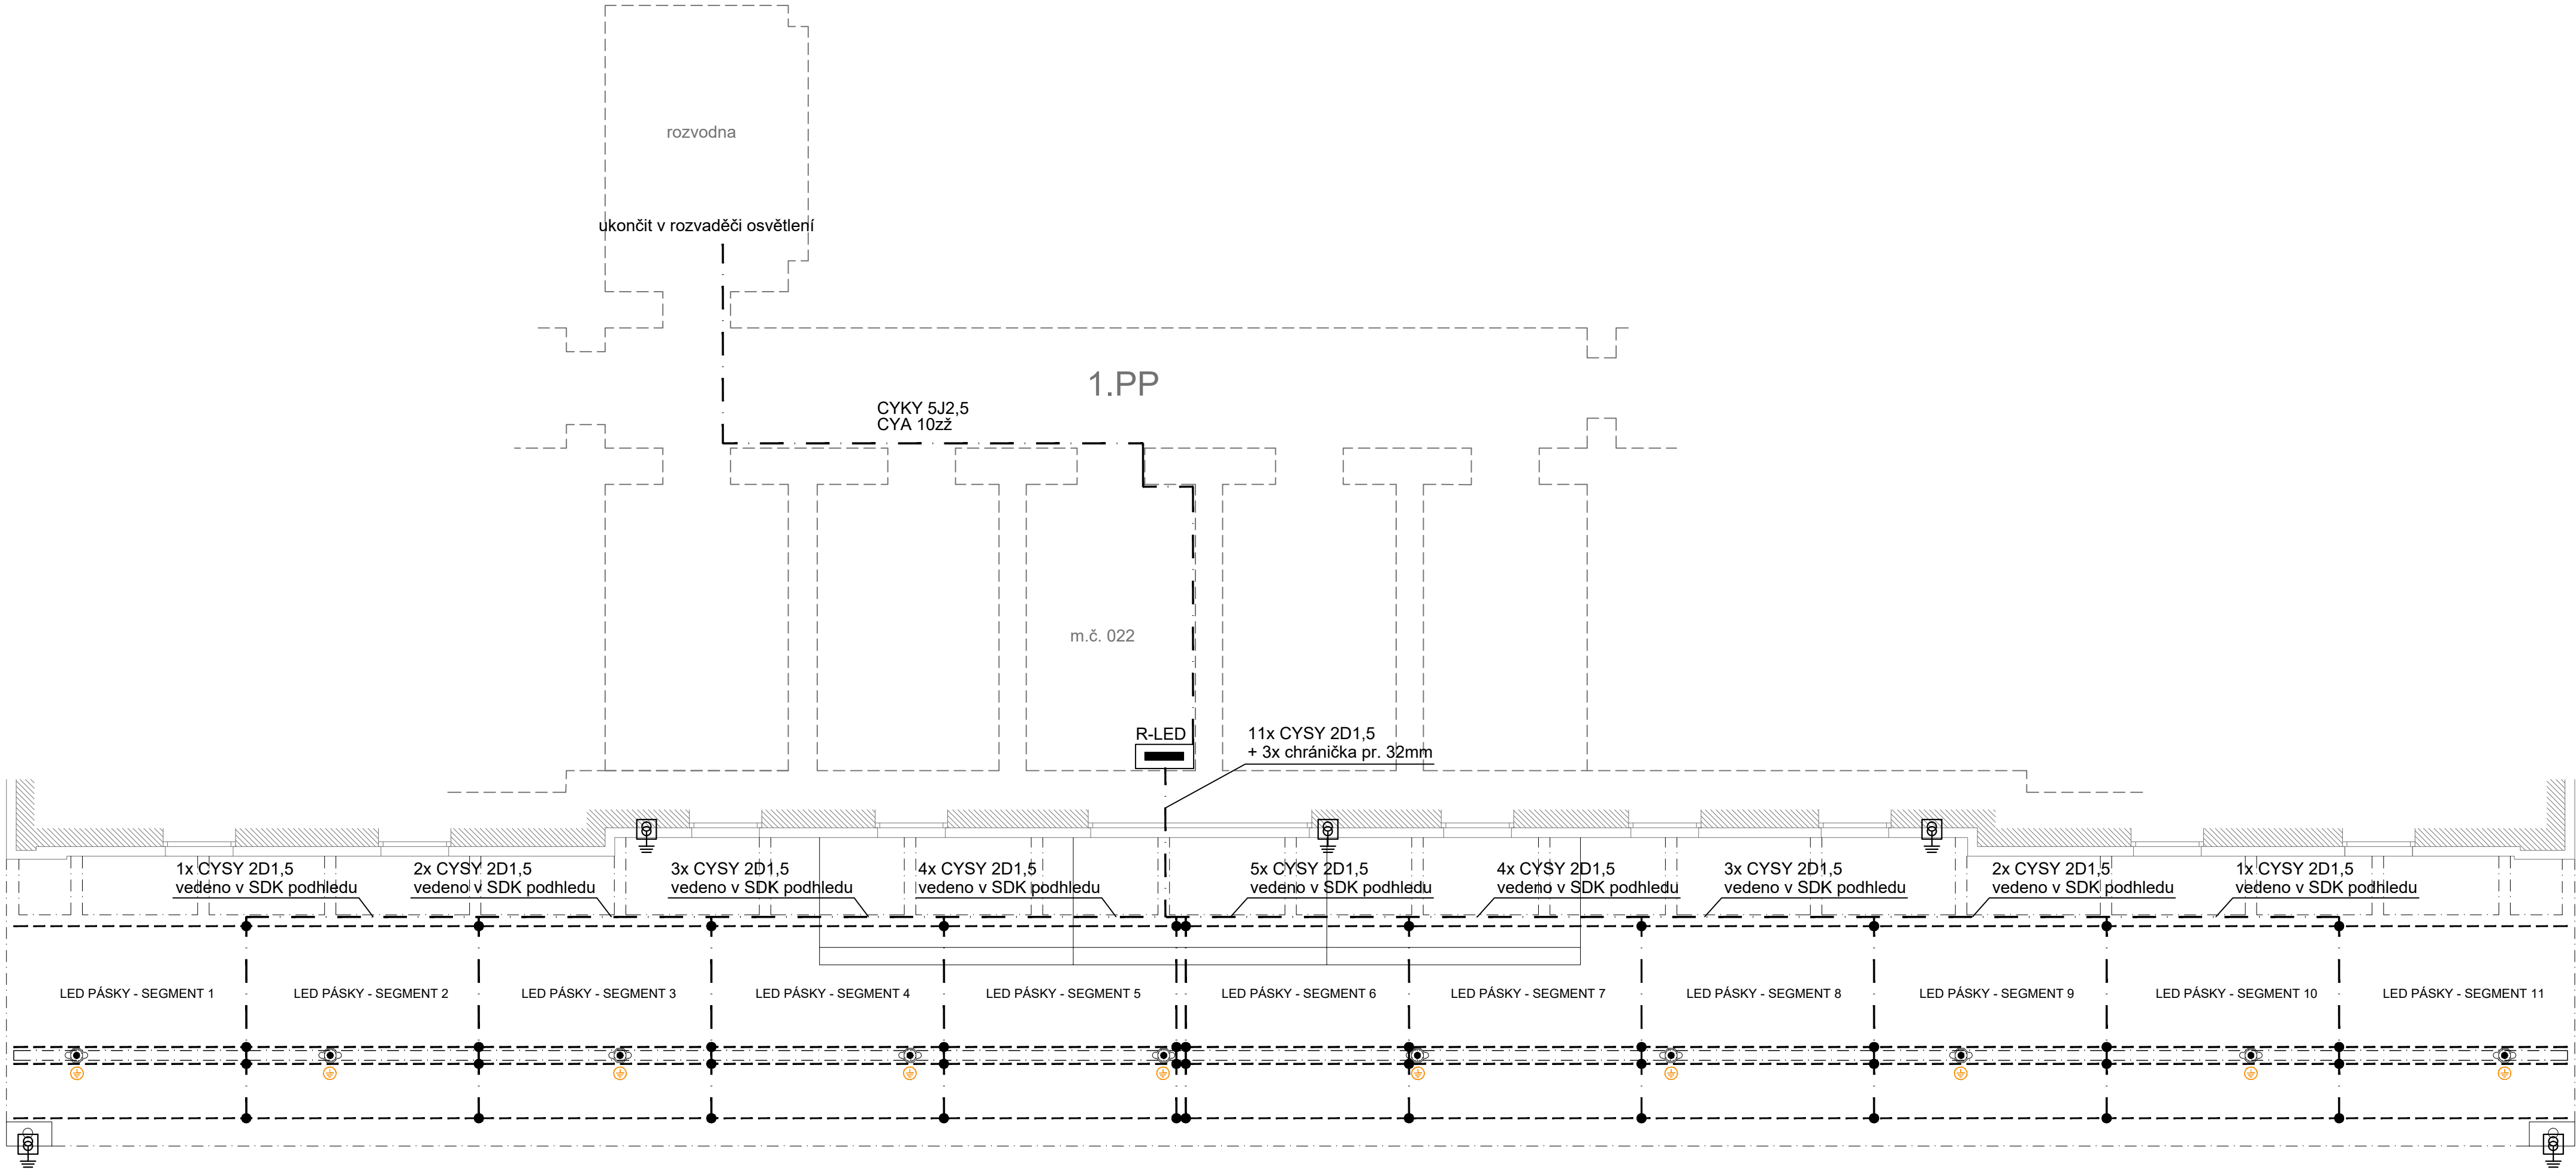 rozvodna
ukončit v rozvaděči osvětlení
1.PP
CYKY 5J2,5
CYA 10zž
m.č. 022
R-LED
11x CYSY 2D1,5
+ 3x chránička pr. 32mm
1x CYSY 2D1,5
vedeno v SDK podhledu
2x CYSY 2D1,5
vedeno v SDK podhledu
3x CYSY 2D1,5
vedeno v SDK podhledu
4x CYSY 2D1,5
vedeno v SDK podhledu
5x CYSY 2D1,5
vedeno v SDK podhledu
4x CYSY 2D1,5
vedeno v SDK podhledu
3x CYSY 2D1,5
vedeno v SDK podhledu
2x CYSY 2D1,5
vedeno v SDK podhledu
1x CYSY 2D1,5
vedeno v SDK podhledu
LED PÁSKY - SEGMENT 1
LED PÁSKY - SEGMENT 2
LED PÁSKY - SEGMENT 3
LED PÁSKY - SEGMENT 4
LED PÁSKY - SEGMENT 5
LED PÁSKY - SEGMENT 6
LED PÁSKY - SEGMENT 7
LED PÁSKY - SEGMENT 8
LED PÁSKY - SEGMENT 9
LED PÁSKY - SEGMENT 10
LED PÁSKY - SEGMENT 11